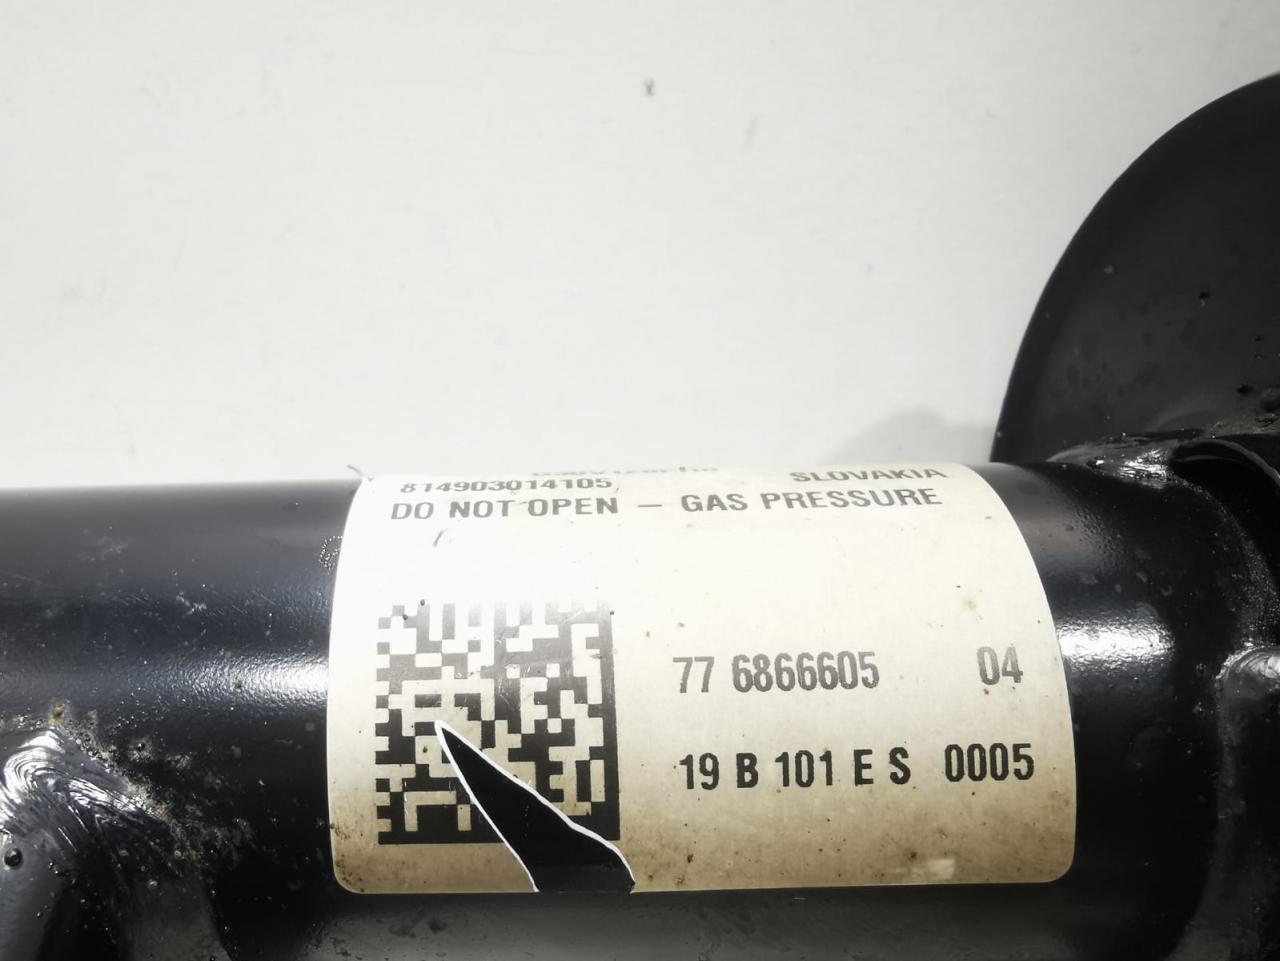 814903014105 SLOVAKIA
DO NOT OPEN – GAS PRESSURE
77 6866605 04
19 B 101 E S 0005